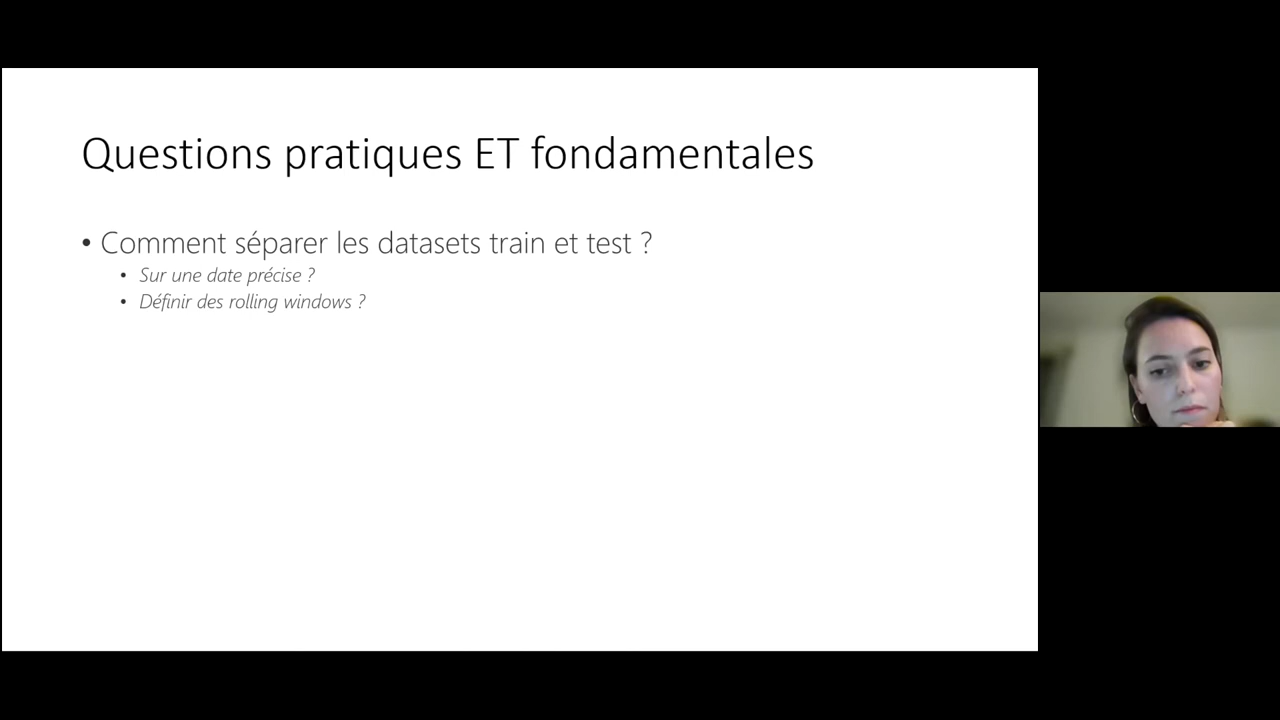 Questions pratiques ET fondamentales
• Comment séparer les datasets train et test ?
• Sur une date précise ?
• Définir des rolling windows ?